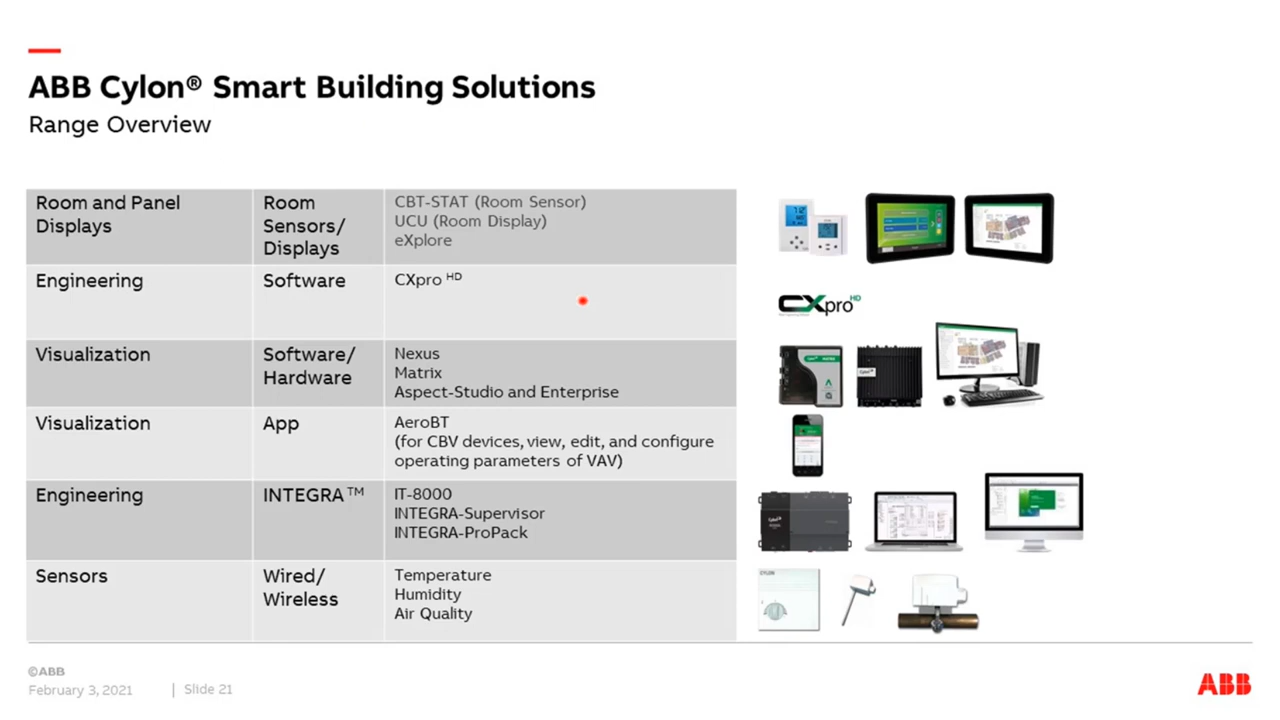 ABB Cylon® Smart Building Solutions
Range Overview
Room and Panel
Displays
Room
Sensors/
Displays
CBT-STAT (Room Sensor)
UCU (Room Display)
eXplore
Engineering
Software
CXpro HD
CXproHD
Visualization
Software/
Hardware
Nexus
Matrix
Aspect-Studio and Enterprise
Visualization
App
AeroBT
(for CBV devices, view, edit, and configure
operating parameters of VAV)
Engineering
INTEGRA™
IT-8000
INTEGRA-Supervisor
INTEGRA-ProPack
Sensors
Wired/
Wireless
Temperature
Humidity
Air Quality
CYLON
©ABB
February 3, 2021 | Slide 21
ABB